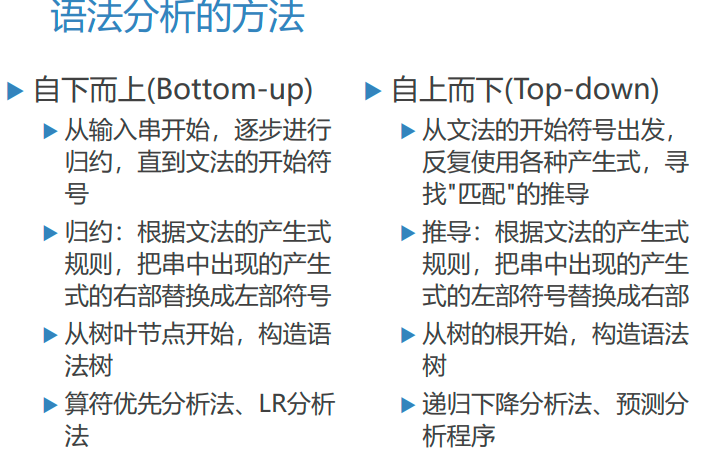 语法分析的方法
自下而上(Bottom-up)
从输入串开始，逐步进行
归约，直到文法的开始符
号
归约：根据文法的产生式
规则，把串中出现的产生
式的右部替换成左部符号
从树叶节点开始，构造语
法树
算符优先分析法、LR分析
法
自上而下(Top-down)
从文法的开始符号出发，
反复使用各种产生式，寻
找"匹配"的推导
推导：根据文法的产生式
规则，把串中出现的产生
式的左部符号替换成右部
从树的根开始，构造语法
树
递归下降分析法、预测分
析程序